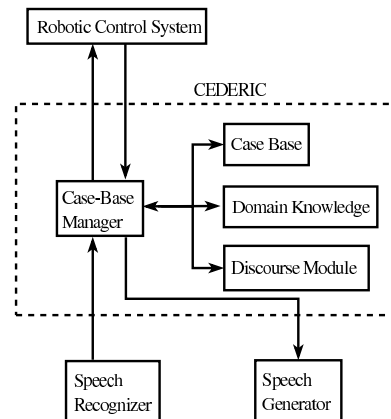 Robotic Control System
CEDERIC
Case Base
Case-Base
Manager
Domain Knowledge
Discourse Module
Speech
Recognizer
Speech
Generator